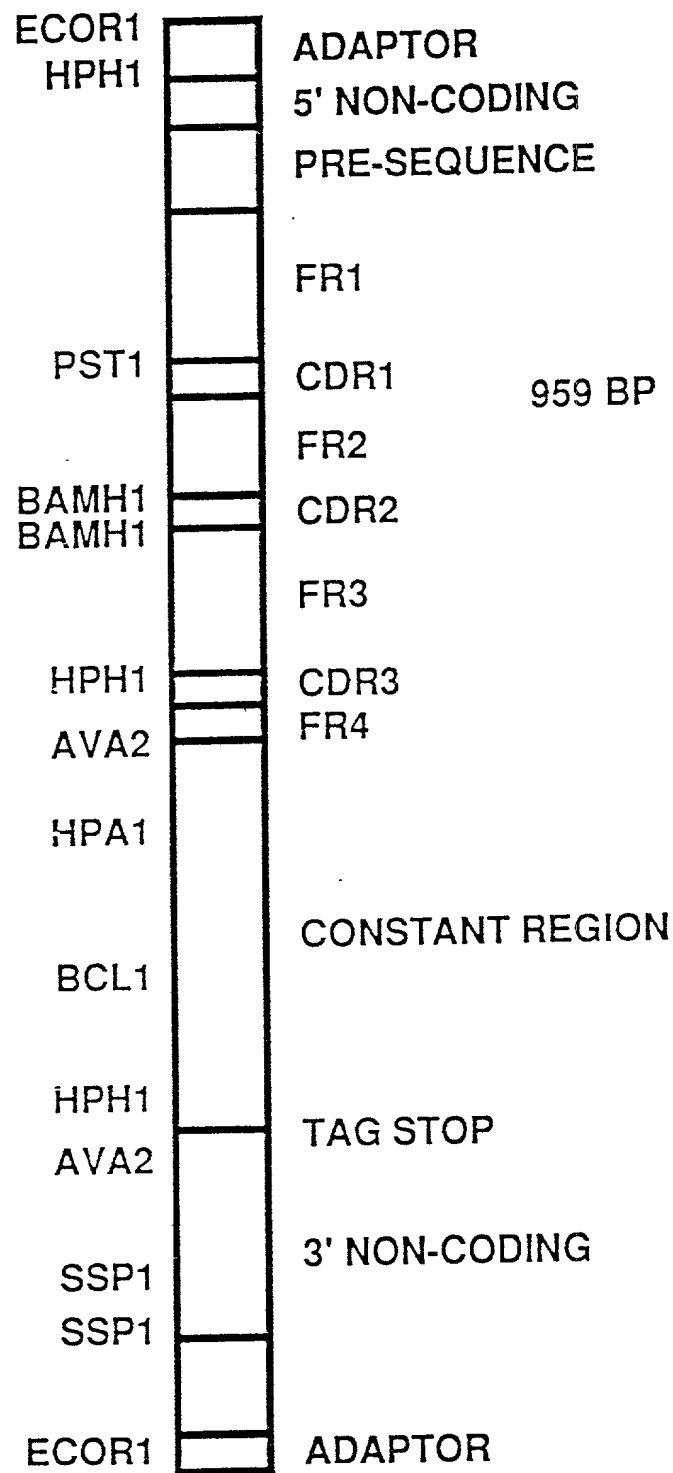 ECOR1
ADAPTOR
HPH1
5' NON-CODING
PRE-SEQUENCE
FR1
PST1
CDR1
959 BP
FR2
BAMH1
CDR2
BAMH1
FR3
HPH1
CDR3
FR4
AVA2
HPA1
CONSTANT REGION
BCL1
HPH1
TAG STOP
AVA2
3' NON-CODING
SSP1
SSP1
ECOR1
ADAPTOR